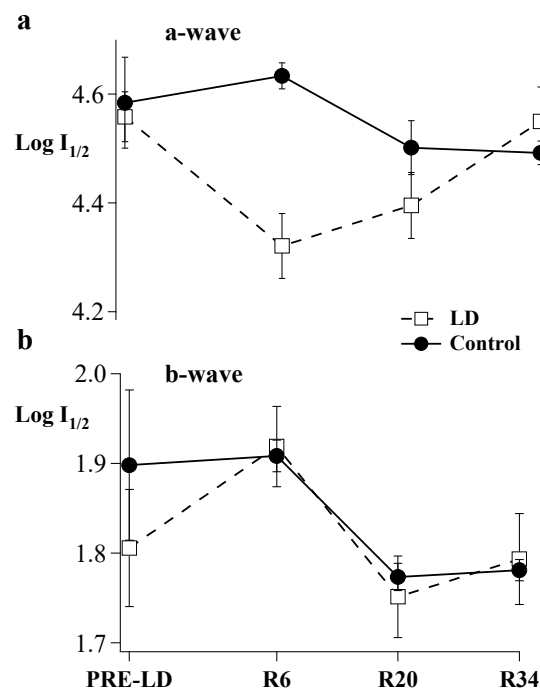 a
a-wave
4.6
Log I1/2
4.4
4.2
LD
Control
b
b-wave
2.0
Log I1/2
1.9
1.8
1.7
PRE-LD R6 R20 R34